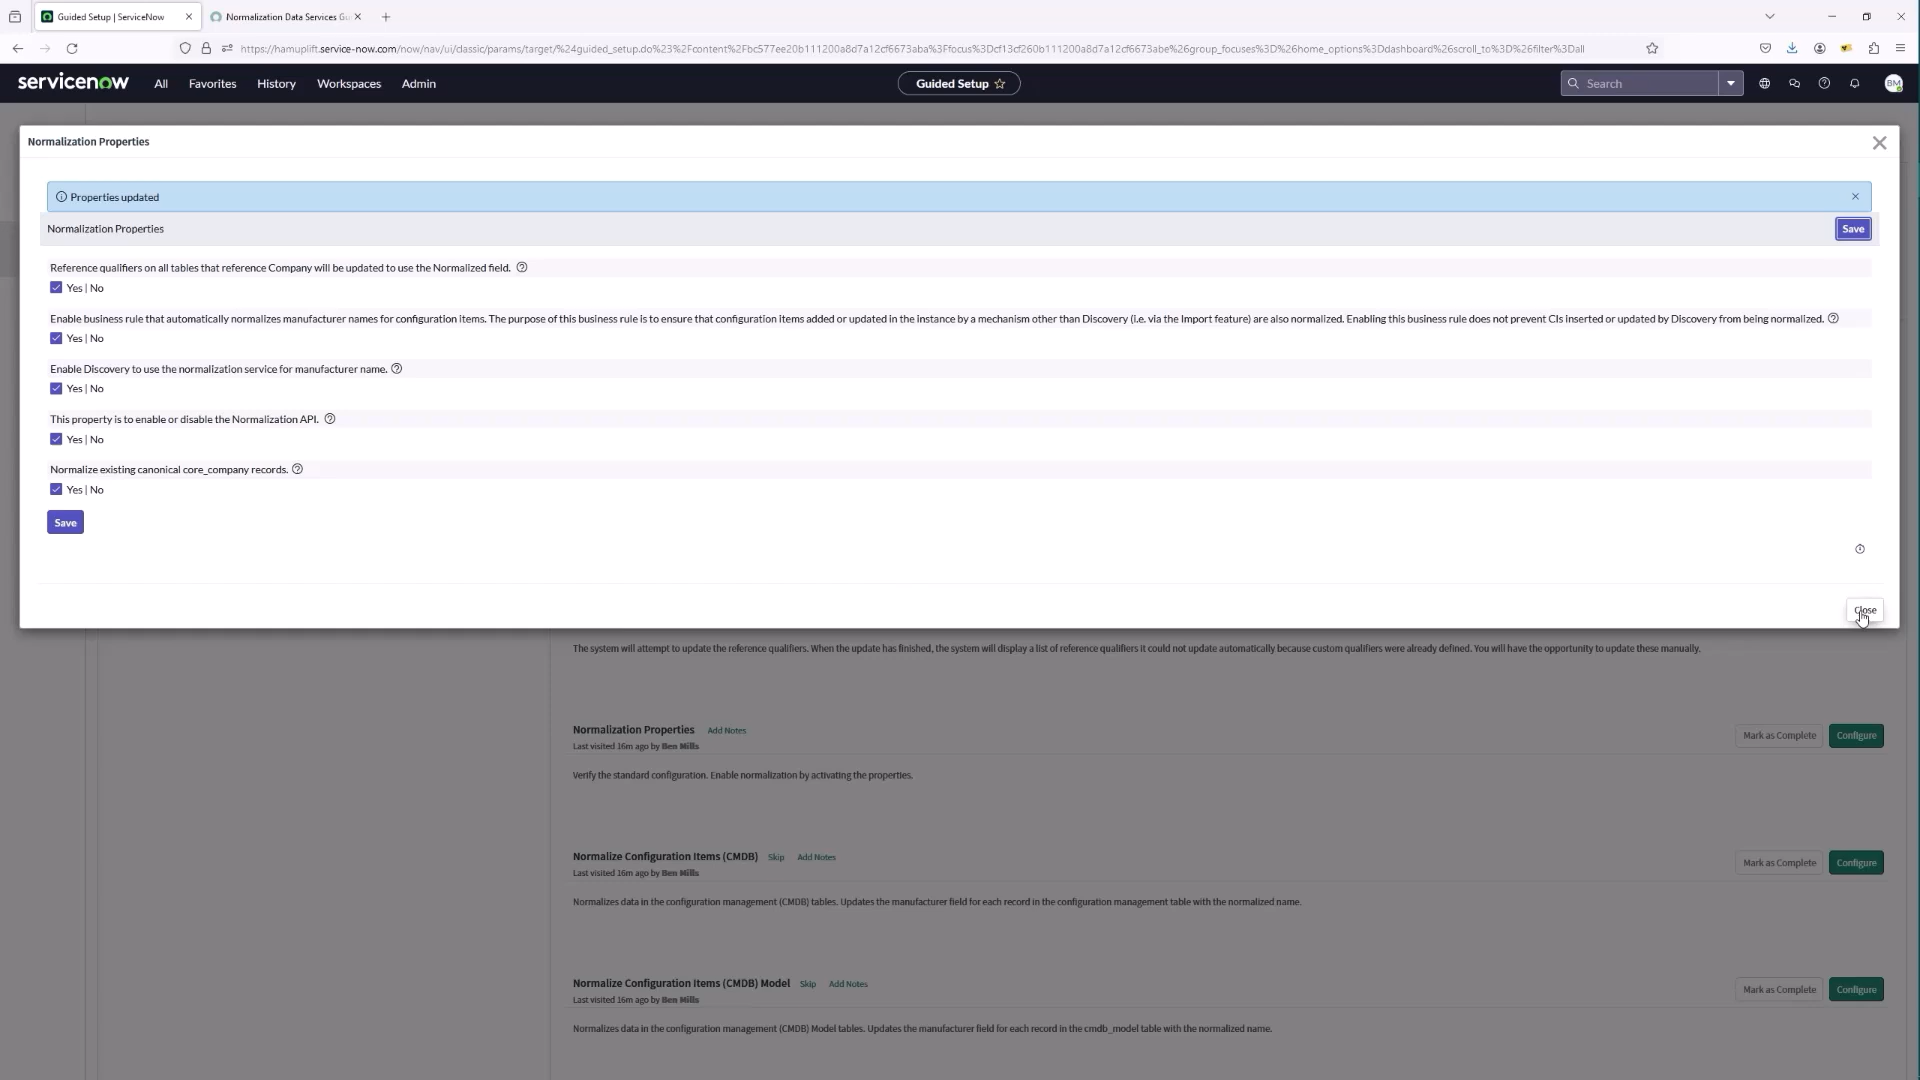 Guided Setup | ServiceNow
Normalization Data Services Gu
https://hamuplift.service-now.com/now/nav/ui/classic/params/target/%24guided_setup.do%23%2Fcontent%2Fbc577ee20b111200a8d7a12cf6673aba%3Ffocus%3Dcf13cf260b111200a8d7a12cf6673abe%26group_focuses%3D%26home_options%3Ddashboard%26scroll_to%3D%26filter%3Dall
servicenow
All
Favorites
History
Workspaces
Admin
Guided Setup
Search
BM
Normalization Properties
Properties updated
Normalization Properties
Save
Reference qualifiers on all tables that reference Company will be updated to use the Normalized field.
Yes | No
Enable business rule that automatically normalizes manufacturer names for configuration items. The purpose of this business rule is to ensure that configuration items added or updated in the instance by a mechanism other than Discovery (i.e. via the Import feature) are also normalized. Enabling this business rule does not prevent CIs inserted or updated by Discovery from being normalized.
Yes | No
Enable Discovery to use the normalization service for manufacturer name.
Yes | No
This property is to enable or disable the Normalization API.
Yes | No
Normalize existing canonical core_company records.
Yes | No
Save
Close
The system will attempt to update the reference qualifiers. When the update has finished, the system will display a list of reference qualifiers it could not update automatically because custom qualifiers were already defined. You will have the opportunity to update these manually.
Normalization Properties Add Notes
Mark as Complete
Configure
Last visited 16m ago by Ben Mills
Verify the standard configuration. Enable normalization by activating the properties.
Normalize Configuration Items (CMDB) Skip Add Notes
Mark as Complete
Configure
Last visited 16m ago by Ben Mills
Normalizes data in the configuration management (CMDB) tables. Updates the manufacturer field for each record in the configuration management table with the normalized name.
Normalize Configuration Items (CMDB) Model Skip Add Notes
Mark as Complete
Configure
Last visited 16m ago by Ben Mills
Normalizes data in the configuration management (CMDB) Model tables. Updates the manufacturer field for each record in the cmdb_model table with the normalized name.